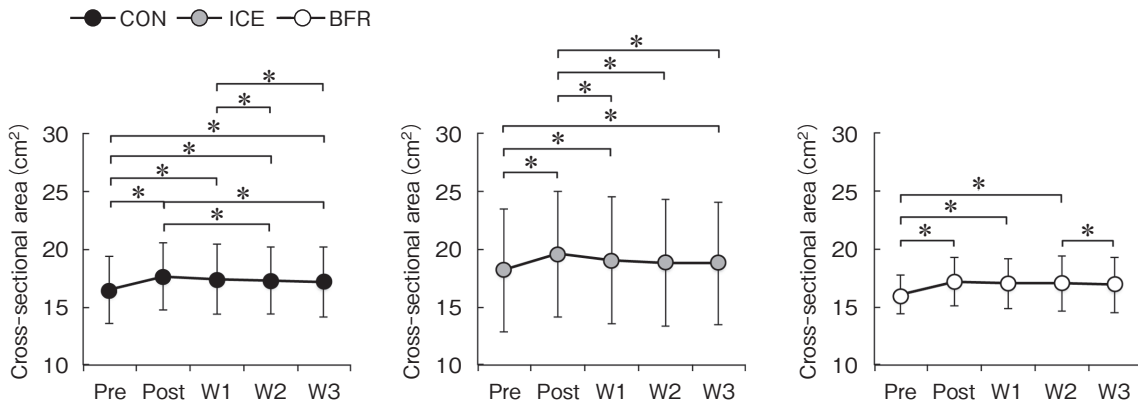 CON ICE BFR
Cross-sectional area (cm²)
30
25
20
15
10
* * * * * * * *
Pre Post W1 W2 W3
Cross-sectional area (cm²)
30
25
20
15
10
* * * * * *
Pre Post W1 W2 W3
Cross-sectional area (cm²)
30
25
20
15
10
* * * *
Pre Post W1 W2 W3